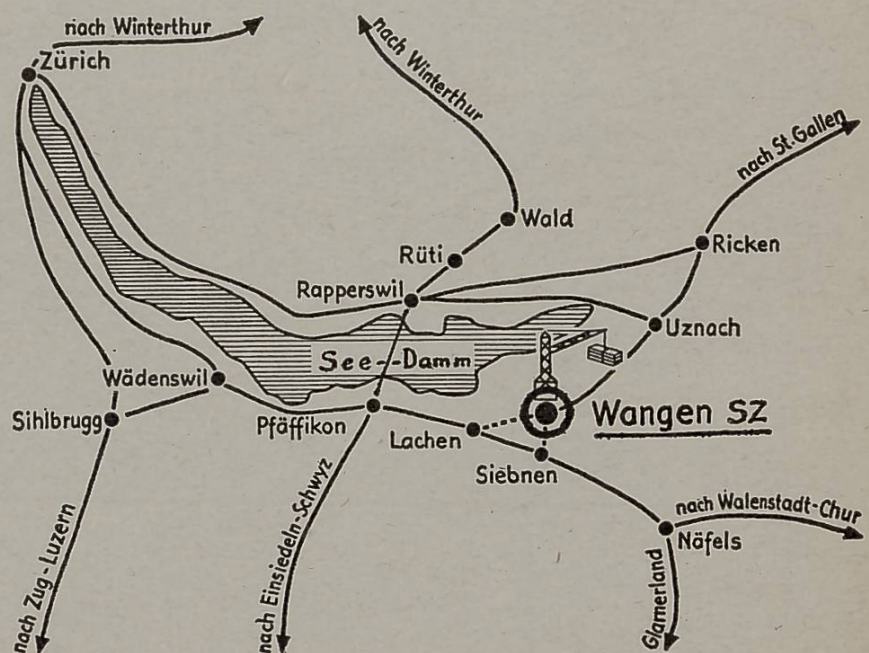 nach Winterthur
Zürich
nach Winterthur
nach St. Gallen
Wald
Rüti
Ricken
Rapperswil
Uznach
See--Damm
Wädenswil
Wangen SZ
Sihlbrugg
Pfäffikon
Lachen
Siebnen
nach Walenstadt-Chur
Näfels
nach Zug-Luzern
nach Einsiedeln-Schwyz
Glarnerland